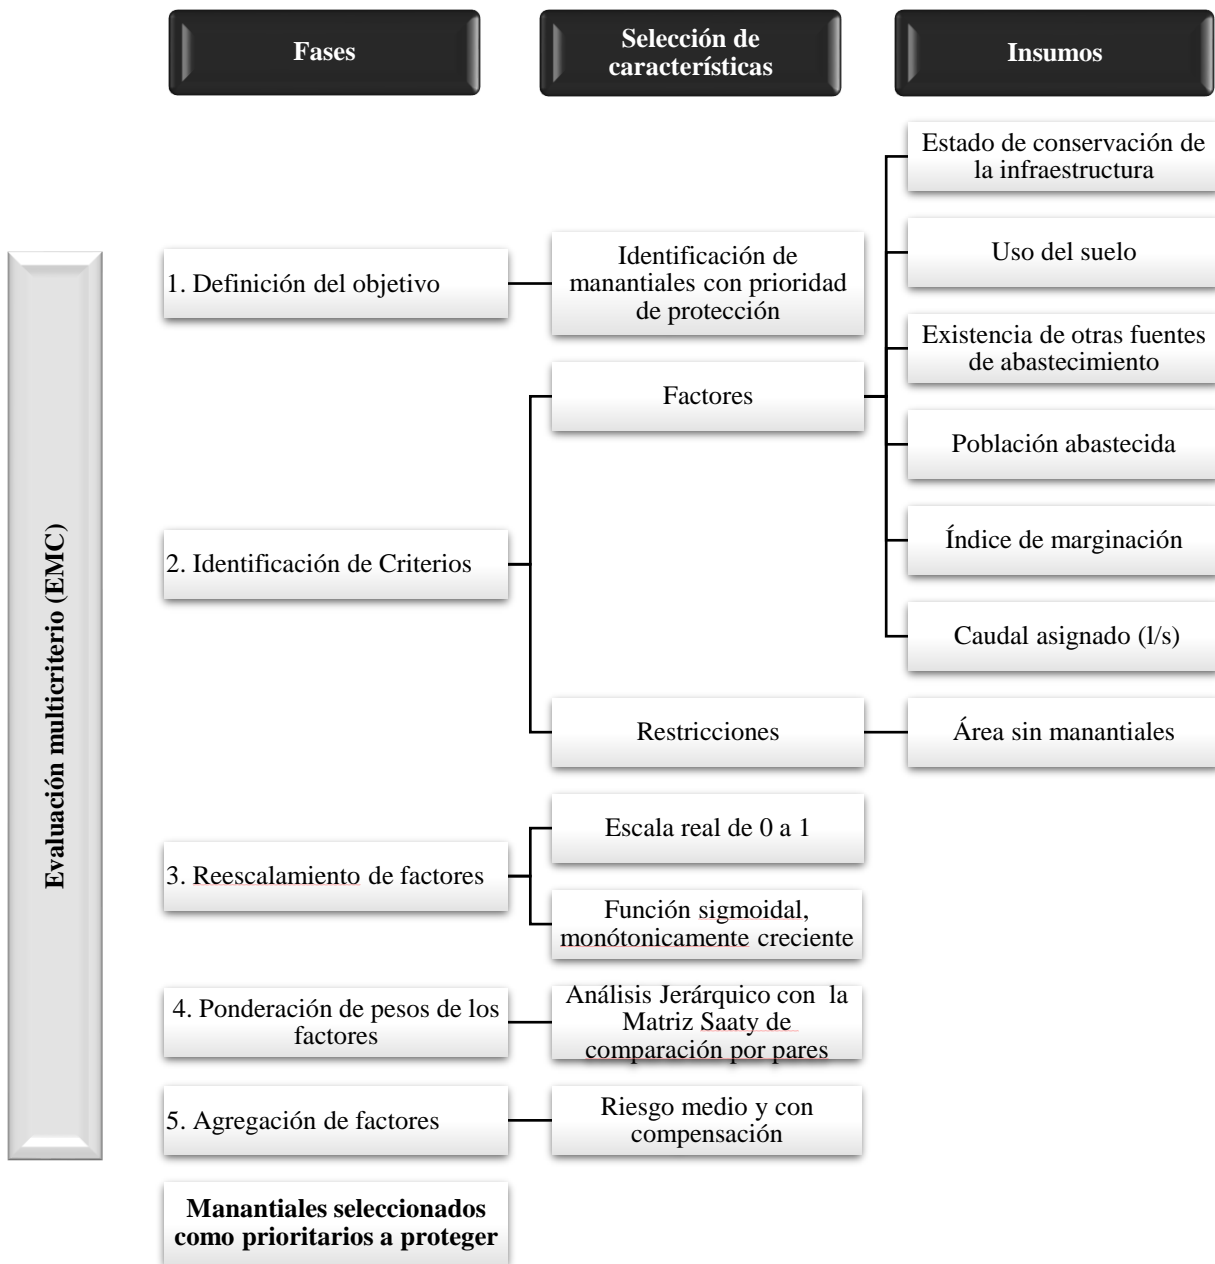 Fases
Selección de
características
Insumos
Evaluación multicriterio (EMC)
1. Definición del objetivo
Identificación de
manantiales con prioridad
de protección
2. Identificación de Criterios
Factores
Estado de conservación de
la infraestructura
Uso del suelo
Existencia de otras fuentes
de abastecimiento
Población abastecida
Índice de marginación
Caudal asignado (l/s)
Restricciones
Área sin manantiales
3. Reescalamiento de factores
Escala real de 0 a 1
Función sigmoidal,
monótonicamente creciente
4. Ponderación de pesos de los
factores
Análisis Jerárquico con la
Matriz Saaty de
comparación por pares
5. Agregación de factores
Riesgo medio y con
compensación
Manantiales seleccionados
como prioritarios a proteger